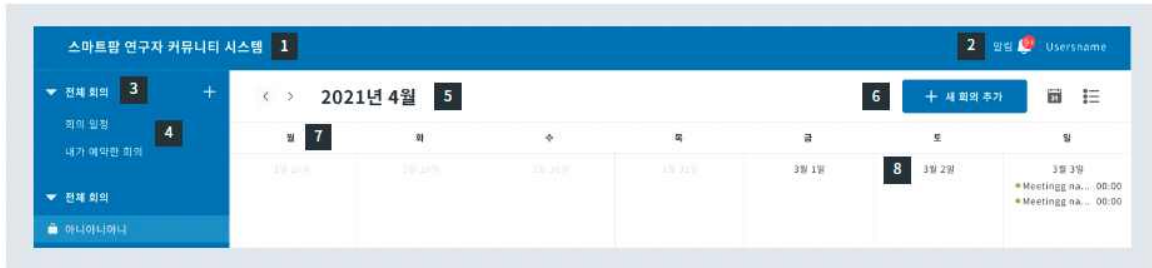 스마트팜 연구자 커뮤니티 시스템 1
2 알림 Usersname
전체 회의 3 +
회의 일정
4
내가 예약한 회의
전체 회의
아니아니아니
< > 2021년 4월 5
6 + 새 회의 추가
월 7 화 수 목 금 토 일
3월 1일 8 3월 2일 3월 3일
Meetingg na... 00:00
Meetingg na... 00:00